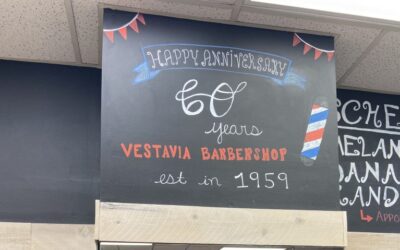 HAPPY ANNIVERSARY
60
years
VESTAVIA BARBERSHOP
est in 1959